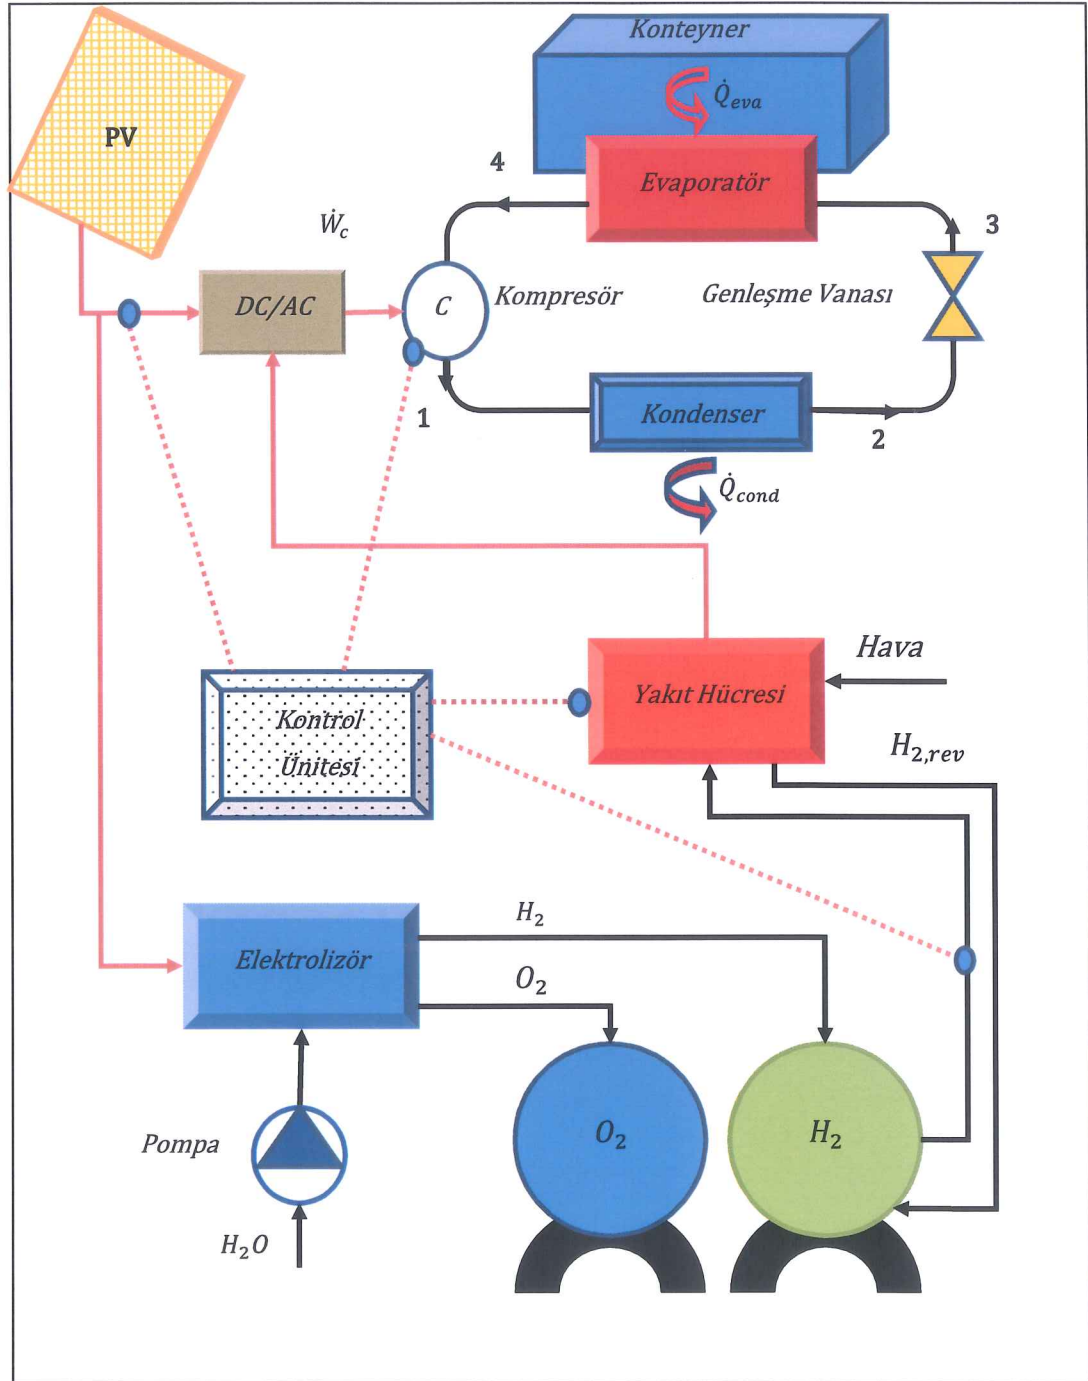 Konteyner
Q̇eva
PV
4
Evaporatör
3
Ẇc
DC/AC
C
Kompresör
Genleşme Vanası
1
Kondenser
2
Q̇cond
Hava
Yakıt Hücresi
Kontrol
Ünitesi
H2,rev
H2
Elektrolizör
O2
Pompa
O2
H2
H2O